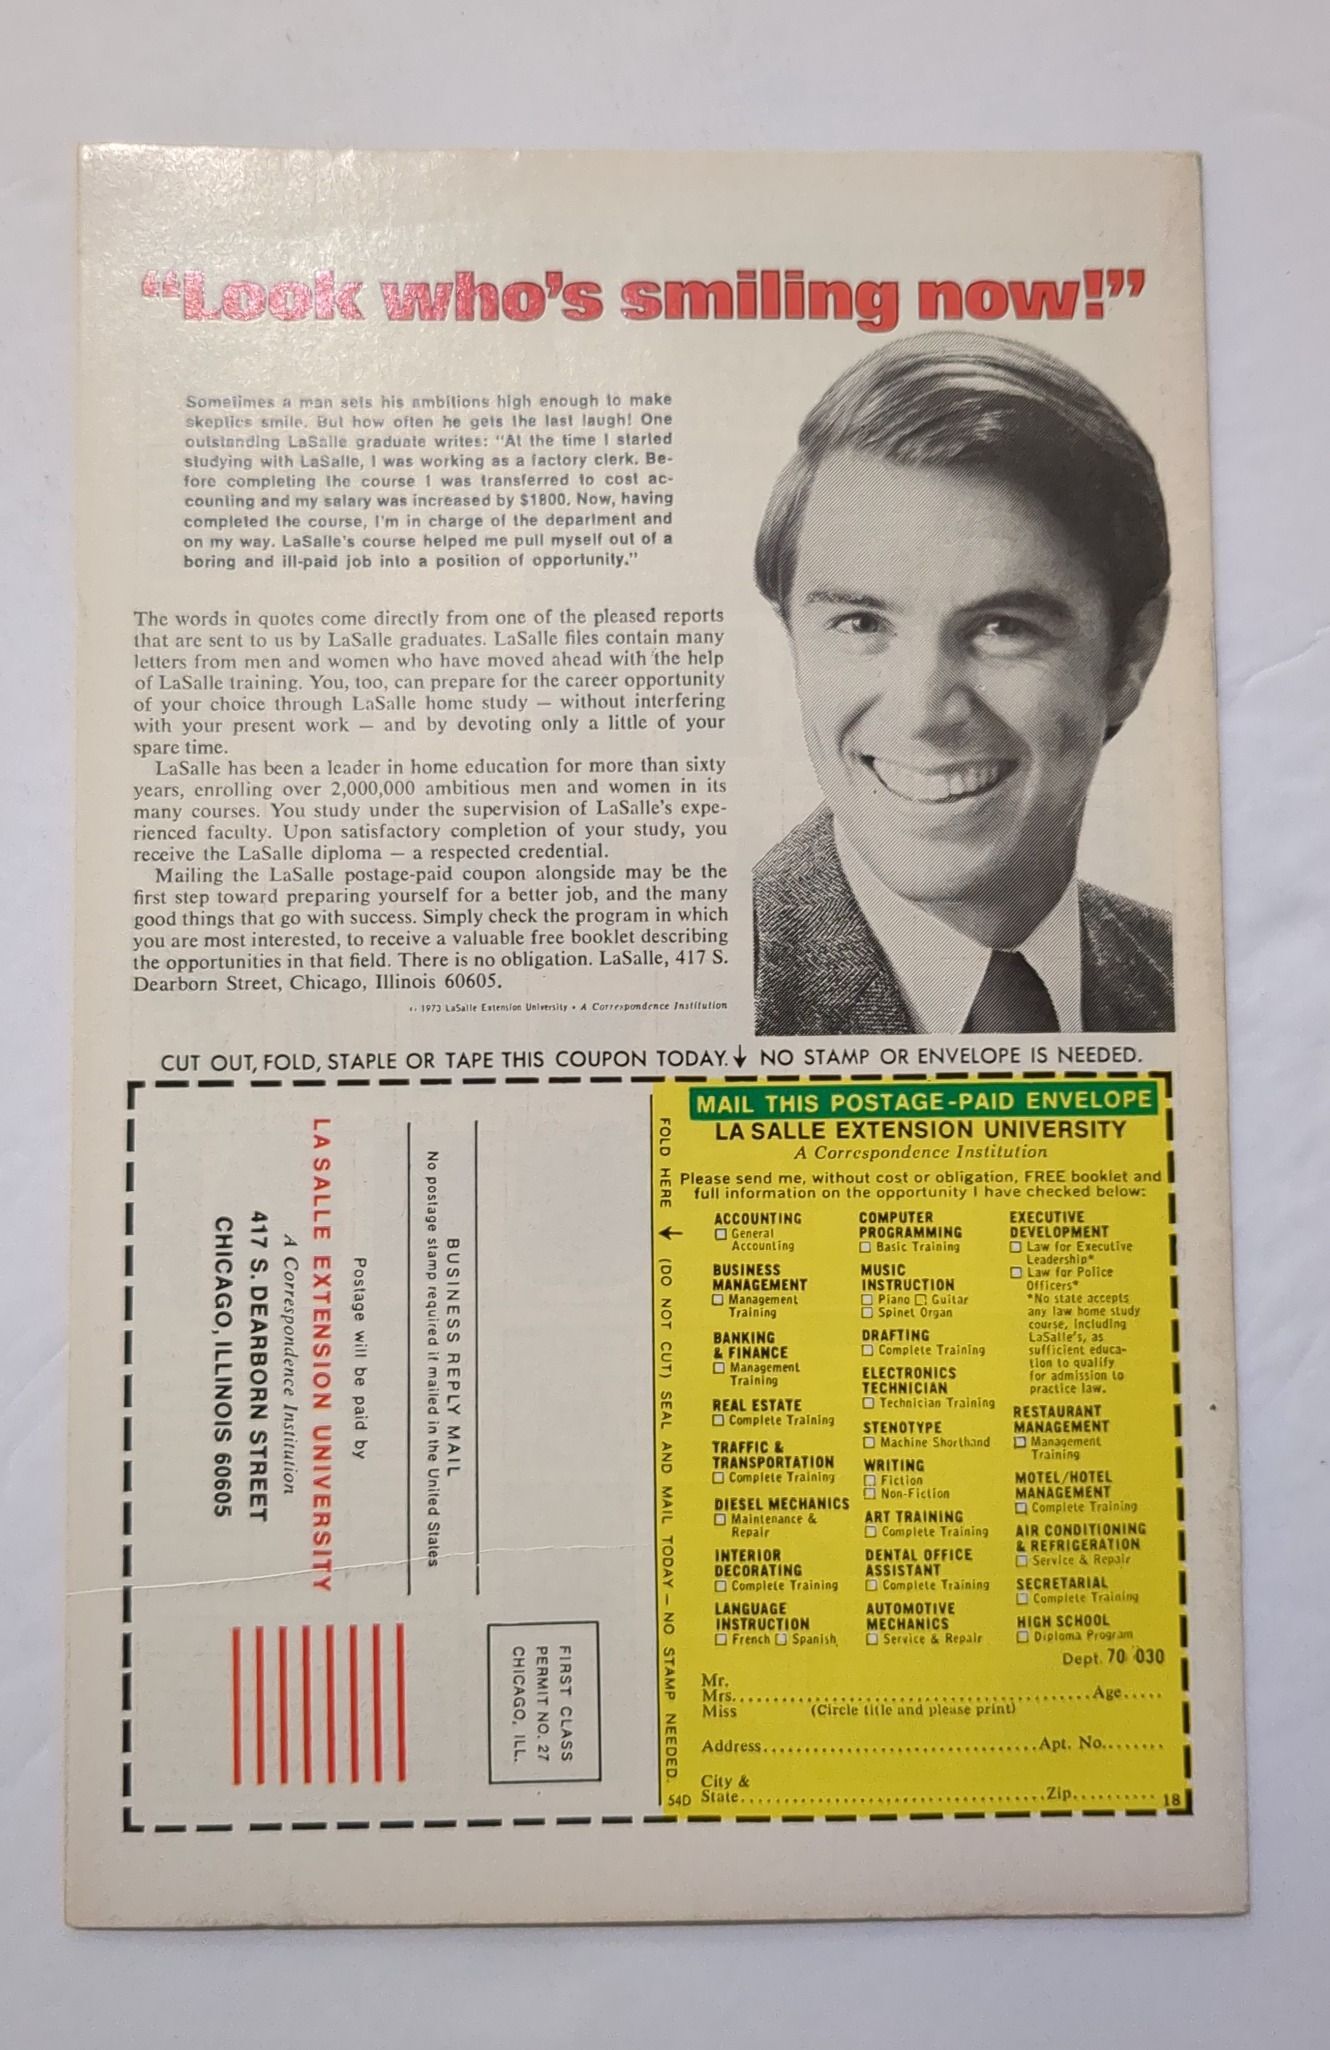 “Look who's smiling now!”
Sometimes a man sets his ambitions high enough to make
skeptics smile. But how often he gets the last laugh! One
outstanding LaSalle graduate writes: “At the time I started
studying with LaSalle, I was working as a factory clerk. Be-
fore completing the course I was transferred to cost ac-
counting and my salary was increased by $1800. Now, having
completed the course, I'm in charge of the department and
on my way. LaSalle's course helped me pull myself out of a
boring and ill-paid job into a position of opportunity.”
The words in quotes come directly from one of the pleased reports
that are sent to us by LaSalle graduates. LaSalle files contain many
letters from men and women who have moved ahead with the help
of LaSalle training. You, too, can prepare for the career opportunity
of your choice through LaSalle home study — without interfering
with your present work — and by devoting only a little of your
spare time.
LaSalle has been a leader in home education for more than sixty
years, enrolling over 2,000,000 ambitious men and women in its
many courses. You study under the supervision of LaSalle's expe-
rienced faculty. Upon satisfactory completion of your study, you
receive the LaSalle diploma — a respected credential.
Mailing the LaSalle postage-paid coupon alongside may be the
first step toward preparing yourself for a better job, and the many
good things that go with success. Simply check the program in which
you are most interested, to receive a valuable free booklet describing
the opportunities in that field. There is no obligation. LaSalle, 417 S.
Dearborn Street, Chicago, Illinois 60605.
1973 LaSalle Extension University • A Correspondence Institution
CUT OUT, FOLD, STAPLE OR TAPE THIS COUPON TODAY. ↓ NO STAMP OR ENVELOPE IS NEEDED.
FIRST CLASS
PERMIT NO. 27
CHICAGO, ILL.
BUSINESS REPLY MAIL
No postage stamp required if mailed in the United States
Postage will be paid by
LA SALLE EXTENSION UNIVERSITY
A Correspondence Institution
417 S. DEARBORN STREET
CHICAGO, ILLINOIS 60605
FOLD HERE ↓ (DO NOT CUT) SEAL AND MAIL TODAY — NO STAMP NEEDED.
MAIL THIS POSTAGE-PAID ENVELOPE
LA SALLE EXTENSION UNIVERSITY
A Correspondence Institution
Please send me, without cost or obligation, FREE booklet and
full information on the opportunity I have checked below:
ACCOUNTING
☐ General
Accounting
BUSINESS
MANAGEMENT
☐ Management
Training
BANKING
& FINANCE
☐ Management
Training
REAL ESTATE
☐ Complete Training
TRAFFIC &
TRANSPORTATION
☐ Complete Training
DIESEL MECHANICS
☐ Maintenance &
Repair
INTERIOR
DECORATING
☐ Complete Training
LANGUAGE
INSTRUCTION
☐ French ☐ Spanish
COMPUTER
PROGRAMMING
☐ Basic Training
MUSIC
INSTRUCTION
☐ Piano ☐ Guitar
☐ Spinet Organ
DRAFTING
☐ Complete Training
ELECTRONICS
TECHNICIAN
☐ Technician Training
STENOTYPE
☐ Machine Shorthand
WRITING
☐ Fiction
☐ Non-Fiction
ART TRAINING
☐ Complete Training
DENTAL OFFICE
ASSISTANT
☐ Complete Training
AUTOMOTIVE
MECHANICS
☐ Service & Repair
EXECUTIVE
DEVELOPMENT
☐ Law for Executive
Leadership*
☐ Law for Police
Officers*
*No state accepts
any law home study
course, including
LaSalle's, as
sufficient educa-
tion to qualify
for admission to
practice law.
RESTAURANT
MANAGEMENT
☐ Management
Training
MOTEL/HOTEL
MANAGEMENT
☐ Complete Training
AIR CONDITIONING
& REFRIGERATION
☐ Service & Repair
SECRETARIAL
☐ Complete Training
HIGH SCHOOL
☐ Diploma Program
Dept. 70 030
Mr.
Mrs. Age
Miss (Circle title and please print)
Address Apt. No.
City &
54D State Zip 18